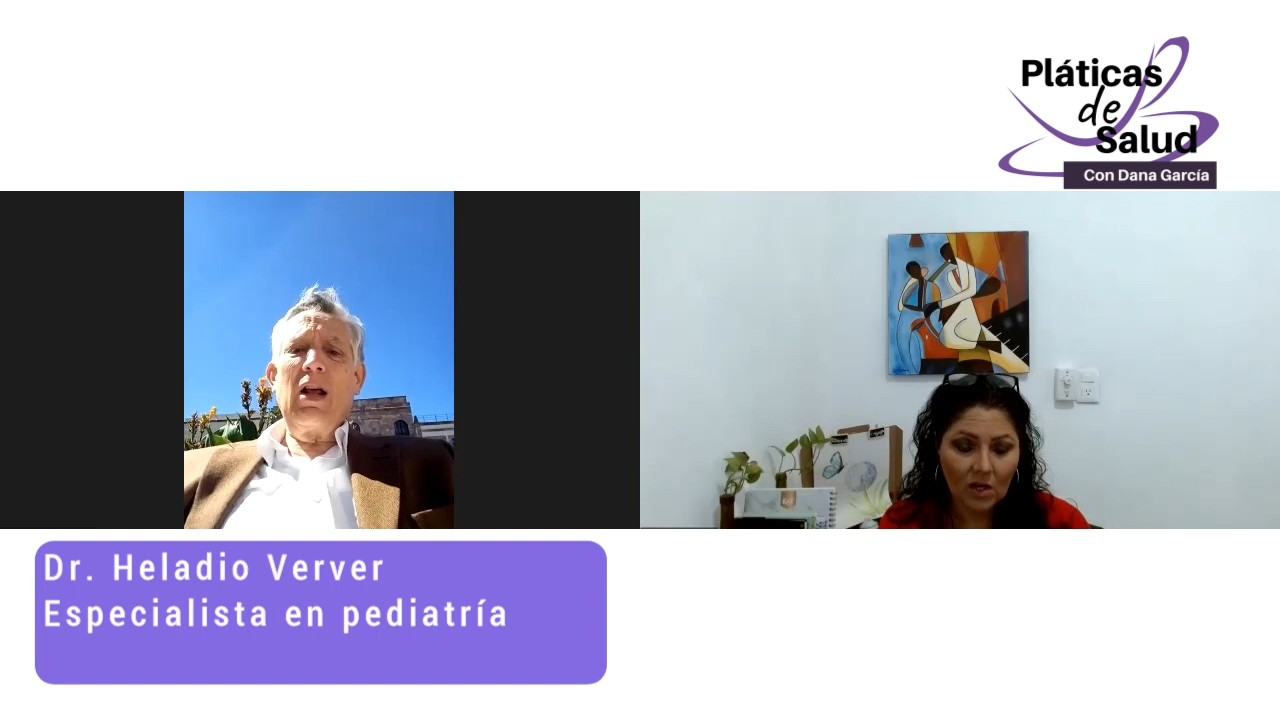 Pláticas
de
Salud
Con Dana García
Dr. Heladio Verver
Especialista en pediatría